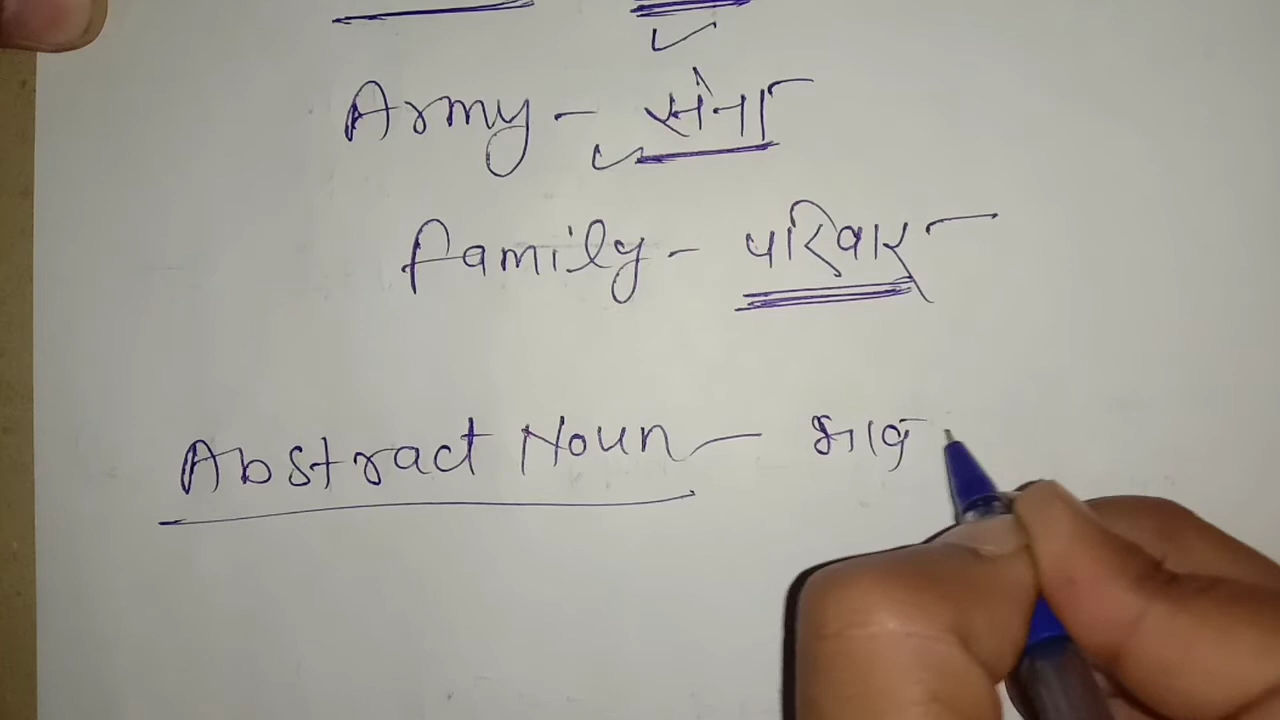 Army - सेना
family - परिवार
Abstract Noun - भाव